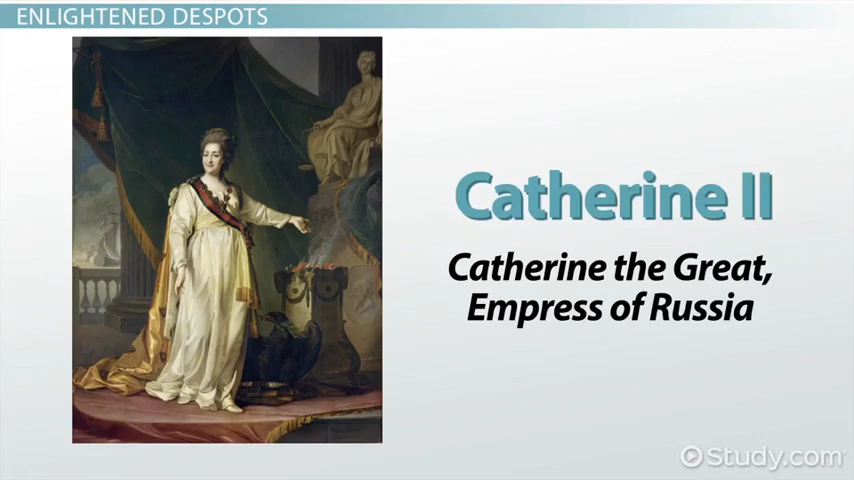 ENLIGHTENED DESPOTS
Catherine II
Catherine the Great,
Empress of Russia
Study.com